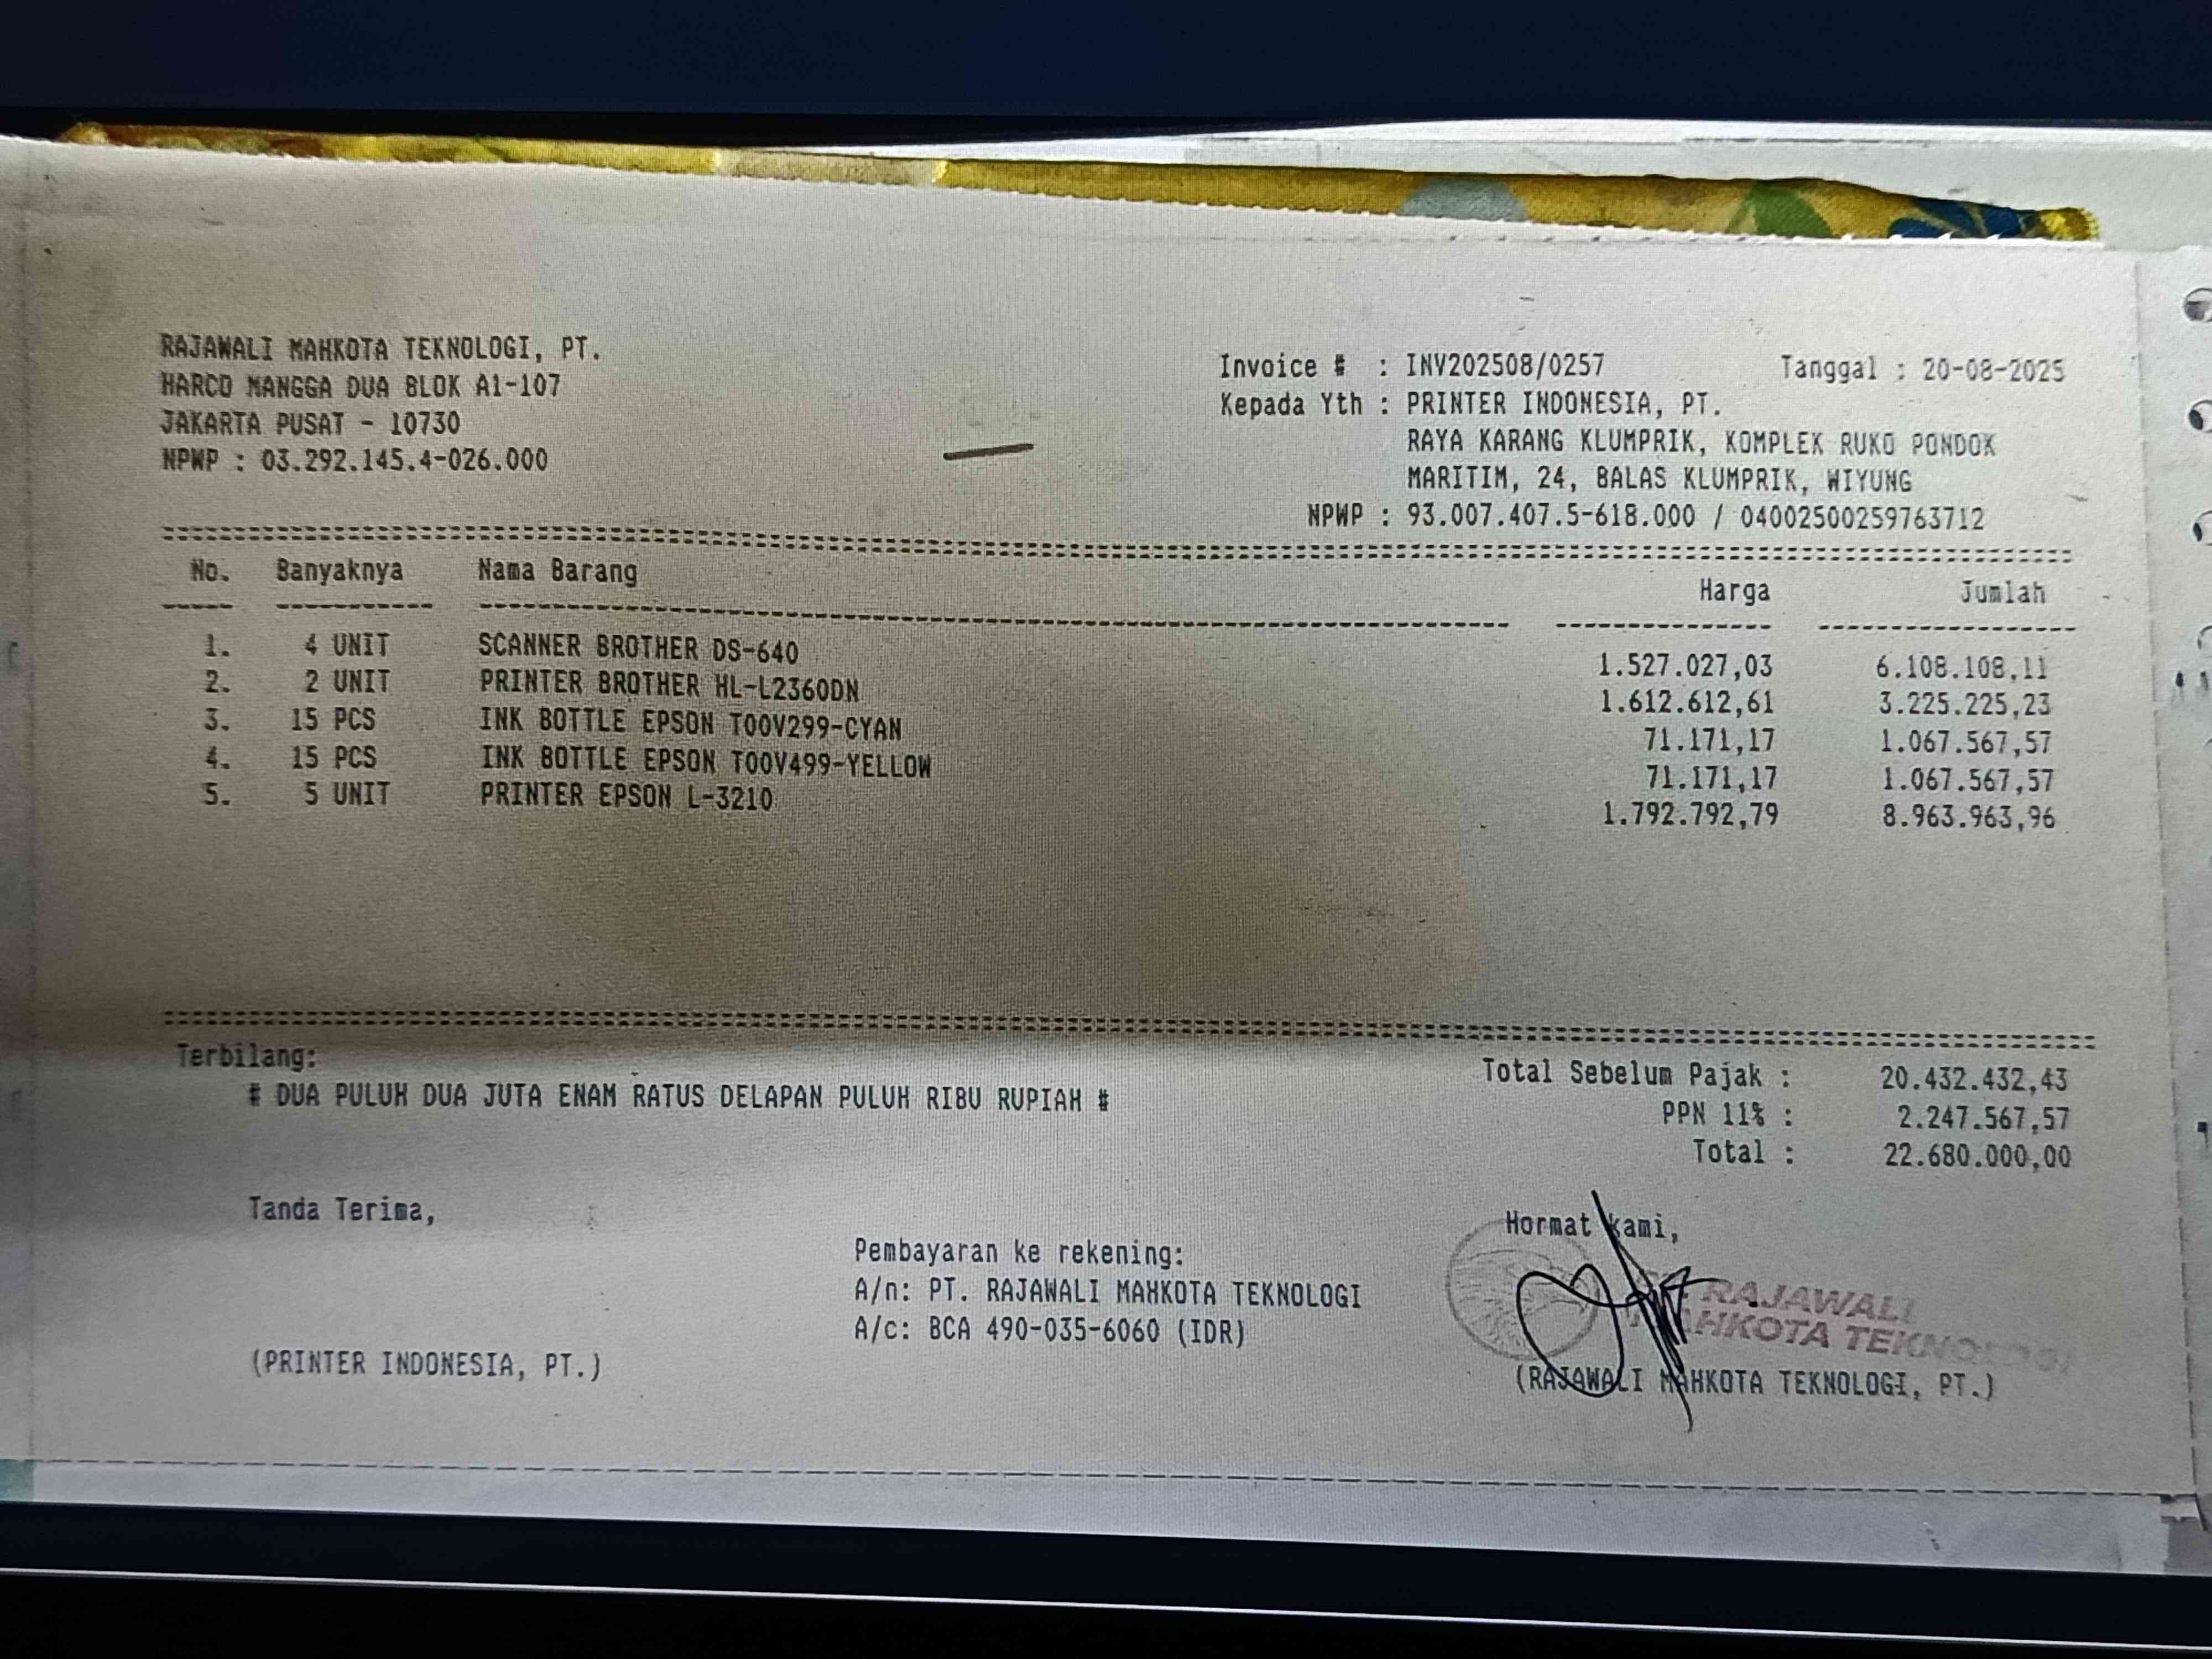 RAJAWALI MAHKOTA TEKNOLOGI, PT.
HARCO MANGGA DUA BLOK A1-107
JAKARTA PUSAT - 10730
NPWP : 03.292.145.4-026.000
Invoice # : INV202508/0257 Tanggal : 20-08-2025
Kepada Yth : PRINTER INDONESIA, PT.
RAYA KARANG KLUMPRIK, KOMPLEK RUKO PONDOK
MARITIM, 24, BALAS KLUMPRIK, WIYUNG
NPWP : 93.007.407.5-618.000 / 04002500259763712
No. Banyaknya Nama Barang Harga Jumlah
1. 4 UNIT SCANNER BROTHER DS-640 1.527.027,03 6.108.108,11
2. 2 UNIT PRINTER BROTHER HL-L2360DN 1.612.612,61 3.225.225,23
3. 15 PCS INK BOTTLE EPSON T00V299-CYAN 71.171,17 1.067.567,57
4. 15 PCS INK BOTTLE EPSON T00V499-YELLOW 71.171,17 1.067.567,57
5. 5 UNIT PRINTER EPSON L-3210 1.792.792,79 8.963.963,96
Terbilang:
# DUA PULUH DUA JUTA ENAM RATUS DELAPAN PULUH RIBU RUPIAH #
Total Sebelum Pajak : 20.432.432,43
PPN 11% : 2.247.567,57
Total : 22.680.000,00
Tanda Terima,
(PRINTER INDONESIA, PT.)
Pembayaran ke rekening:
A/n: PT. RAJAWALI MAHKOTA TEKNOLOGI
A/c: BCA 490-035-6060 (IDR)
Hormat kami,
RAJAWALI
MAHKOTA TEKNOLOGI
(RAJAWALI MAHKOTA TEKNOLOGI, PT.)